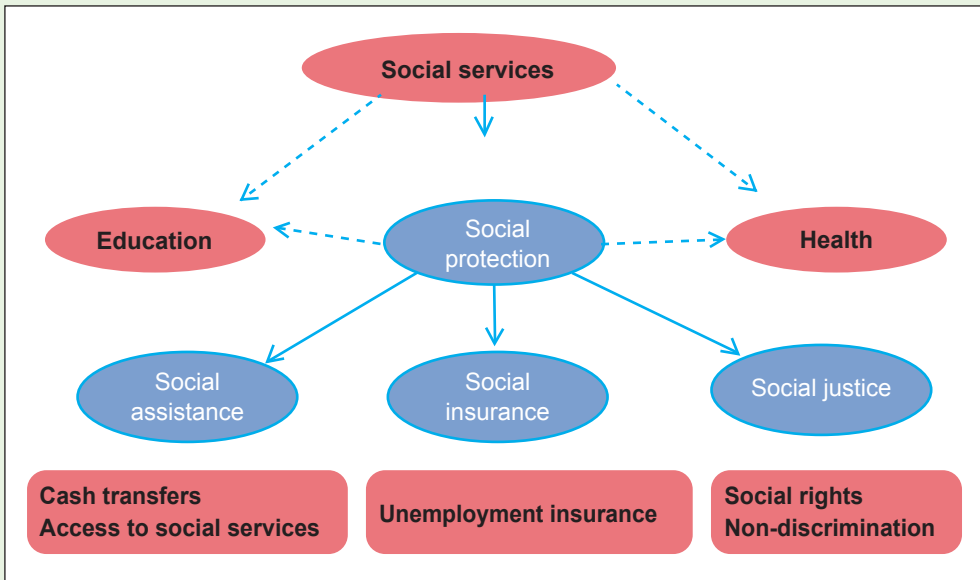 Social services
Education
Social
protection
Health
Social
assistance
Social
insurance
Social justice
Cash transfers
Access to social services
Unemployment insurance
Social rights
Non-discrimination